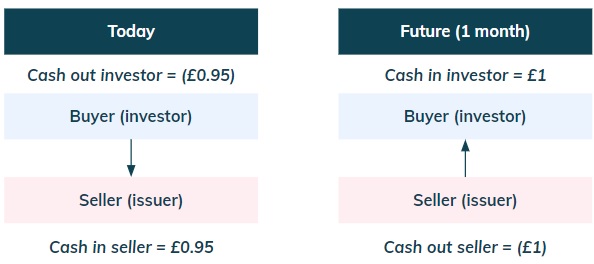 Today
Cash out investor = (£0.95)
Buyer (investor)
Seller (issuer)
Cash in seller = £0.95
Future (1 month)
Cash in investor = £1
Buyer (investor)
Seller (issuer)
Cash out seller = (£1)